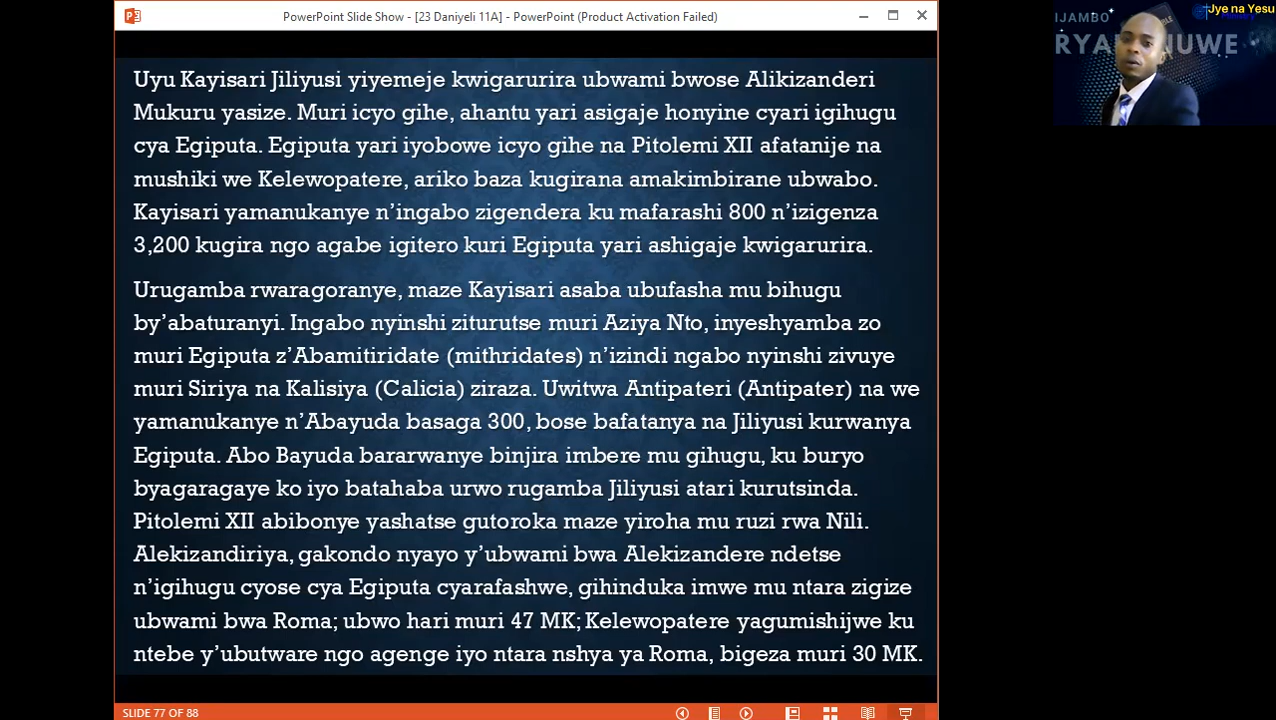 PowerPoint Slide Show - [23 Daniyeli 11A] - PowerPoint (Product Activation Failed)
Jye na Yesu
Ministry
IJAMBO
NUWE
Uyu Kayisari Jiliyusi yiyemeje kwigarurira ubwami bwose Alikizanderi
Mukuru yasize. Muri icyo gihe, ahantu yari asigaje honyine cyari igihugu
cya Egiputa. Egiputa yari iyobowe icyo gihe na Pitolemi XII afatanije na
mushiki we Kelewopatere, ariko baza kugirana amakimbirane ubwabo.
Kayisari yamanukanye n'ingabo zigendera ku mafarashi 800 n'izigenza
3,200 kugira ngo agabe igitero kuri Egiputa yari ashigaje kwigarurira.
Urugamba rwaragoranye, maze Kayisari asaba ubufasha mu bihugu
by'abaturanyi. Ingabo nyinshi ziturutse muri Aziya Nto, inyeshyamba zo
muri Egiputa z'Abamitiridate (mithridates) n'izindi ngabo nyinshi zivuye
muri Siriya na Kalisiya (Calicia) ziraza. Uwitwa Antipateri (Antipater) na we
yamanukanye n'Abayuda basaga 300, bose bafatanya na Jiliyusi kurwanya
Egiputa. Abo Bayuda bararwanye binjira imbere mu gihugu, ku buryo
byagaragaye ko iyo batahaba urwo rugamba Jiliyusi atari kurutsinda.
Pitolemi XII abibonye yashatse gutoroka maze yiroha mu ruzi rwa Nili.
Alekizandiriya, gakondo nyayo y'ubwami bwa Alekizandere ndetse
n'igihugu cyose cya Egiputa cyarafashwe, gihinduka imwe mu ntara zigize
ubwami bwa Roma; ubwo hari muri 47 MK; Kelewopatere yagumishijwe ku
ntebe y'ubutware ngo agenge iyo ntara nshya ya Roma, bigeza muri 30 MK.
SLIDE 77 OF 88